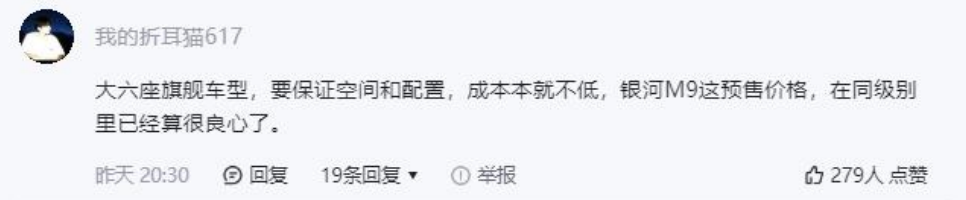 我的折耳猫617
大六座旗舰车型，要保证空间和配置，成本本就不低，银河M9这预售价格，在同级别
里已经算很良心了。
昨天 20:30 回复 19条回复 ▾ 举报 279人 点赞